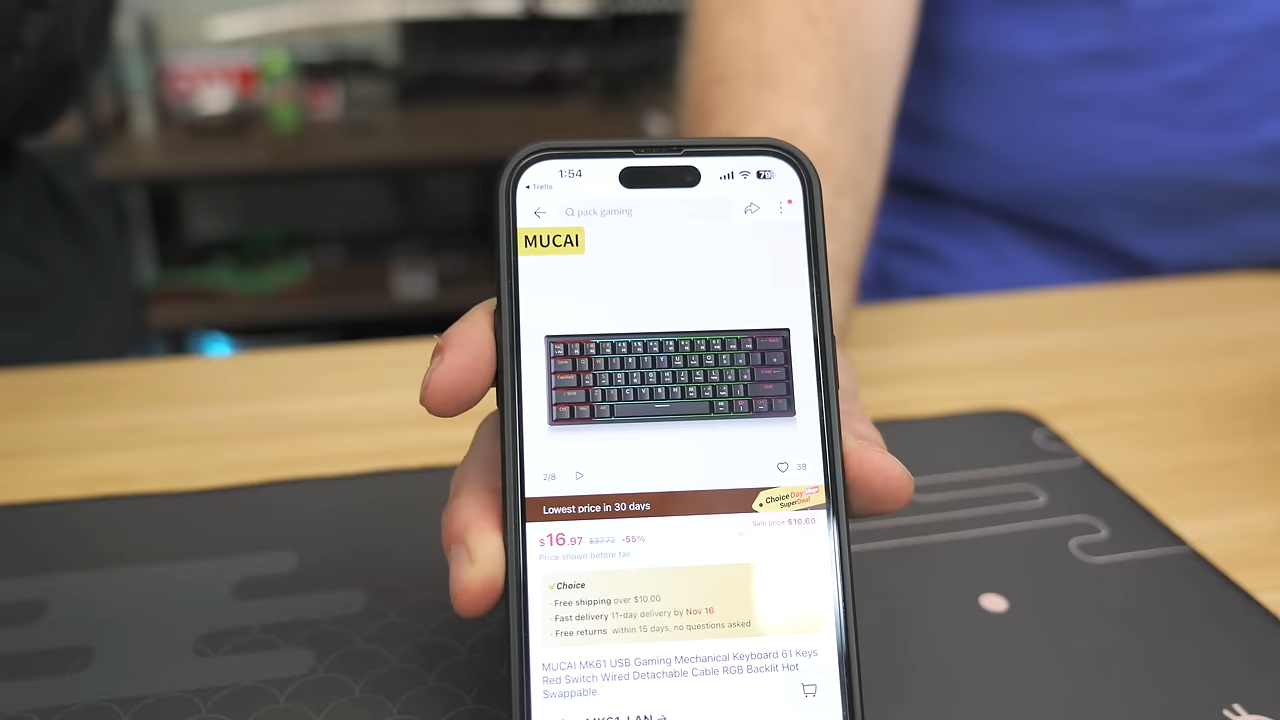 1:54
79
◂ Trello
pack gaming
MUCAI
2/8
38
Lowest price in 30 days
Choice Day
SuperDeal
$16.97 $37.72 -55%
Sale price $16.60
Price shown before tax
Choice
· Free shipping over $10.00
· Fast delivery 11-day delivery by Nov 16
· Free returns within 15 days, no questions asked
MUCAI MK61 USB Gaming Mechanical Keyboard 61 Keys
Red Switch Wired Detachable Cable RGB Backlit Hot
Swappable